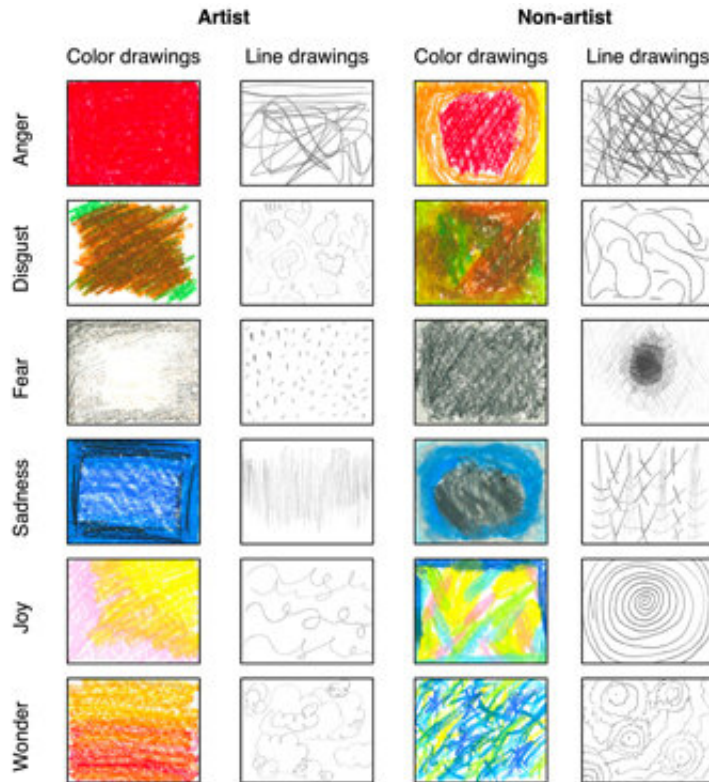 Artist Non-artist
Color drawings Line drawings Color drawings Line drawings
Anger
Disgust
Fear
Sadness
Joy
Wonder